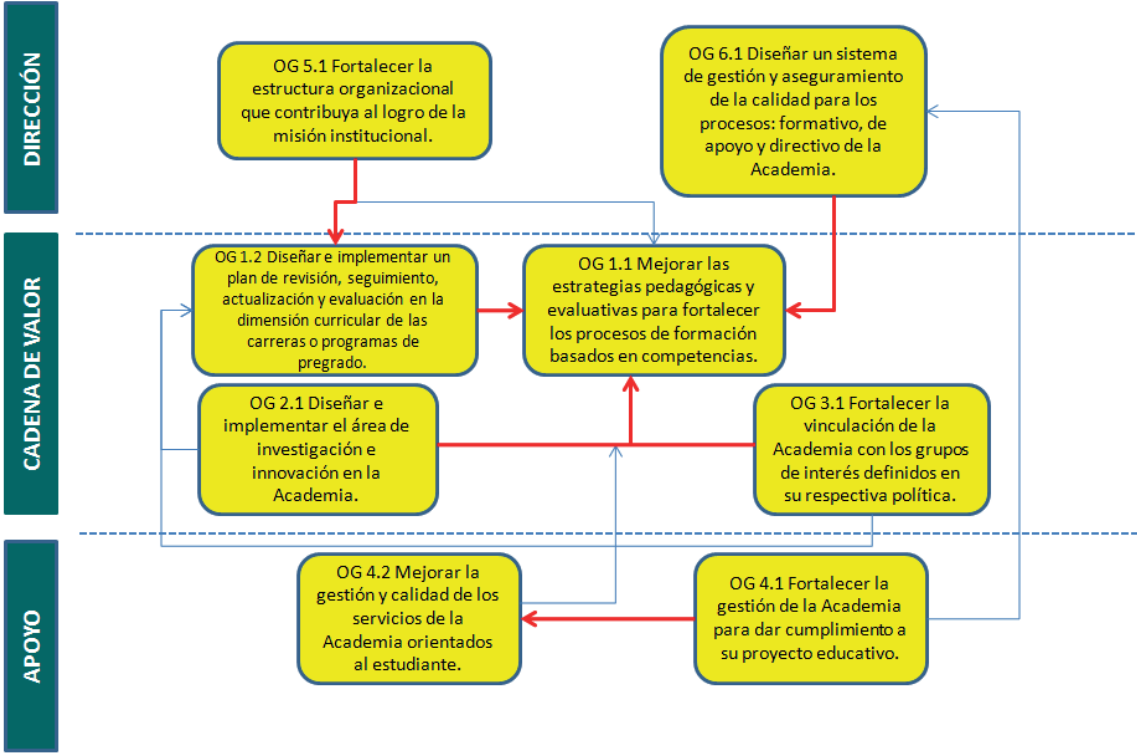 DIRECCIÓN
OG 5.1 Fortalecer la
estructura organizacional
que contribuya al logro de la
misión institucional.
OG 6.1 Diseñar un sistema
de gestión y aseguramiento
de la calidad para los
procesos: formativo, de
apoyo y directivo de la
Academia.
CADENA DE VALOR
OG 1.2 Diseñar e implementar un
plan de revisión, seguimiento,
actualización y evaluación en la
dimensión curricular de las
carreras o programas de
pregrado.
OG 1.1 Mejorar las
estrategias pedagógicas y
evaluativas para fortalecer
los procesos de formación
basados en competencias.
OG 2.1 Diseñar e
implementar el área de
investigación e
innovación en la
Academia.
OG 3.1 Fortalecer la
vinculación de la
Academia con los grupos
de interés definidos en
su respectiva política.
APOYO
OG 4.2 Mejorar la
gestión y calidad de los
servicios de la
Academia orientados
al estudiante.
OG 4.1 Fortalecer la
gestión de la Academia
para dar cumplimiento a
su proyecto educativo.